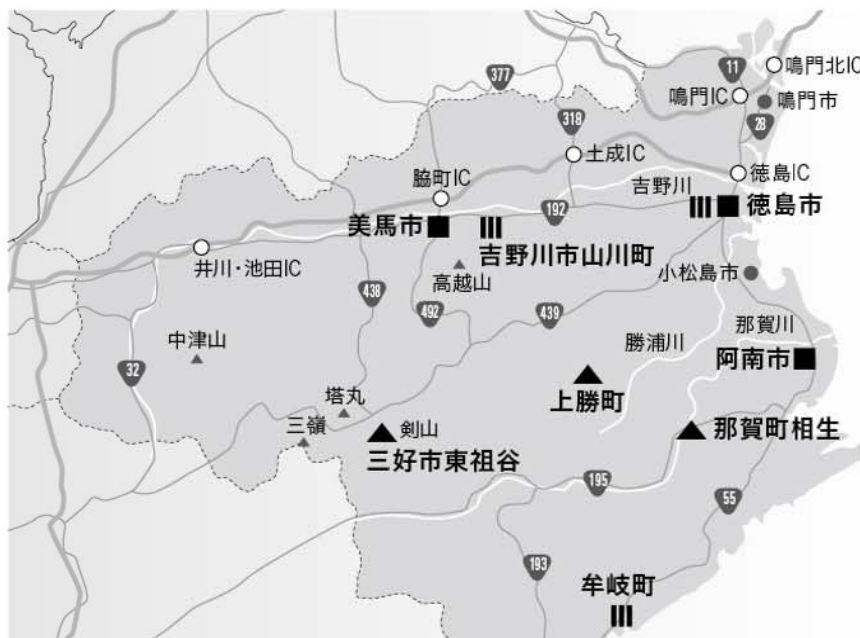 11
鳴門北IC
377
鳴門IC
鳴門市
318
28
土成IC
脇町IC
徳島IC
吉野川
美馬市
192
徳島市
吉野川市山川町
井川・池田IC
高越山
小松島市
438
492
439
那賀川
中津山
勝浦川
阿南市
32
上勝町
塔丸
三嶺
剣山
那賀町相生
三好市東祖谷
195
55
193
牟岐町